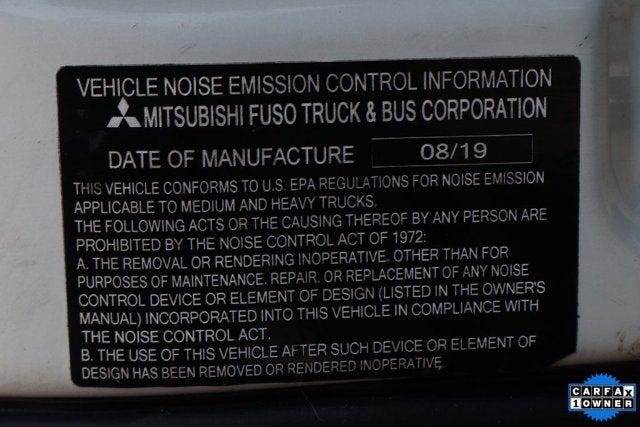 VEHICLE NOISE EMISSION CONTROL INFORMATION
MITSUBISHI FUSO TRUCK & BUS CORPORATION
DATE OF MANUFACTURE 08/19
THIS VEHICLE CONFORMS TO U.S. EPA REGULATIONS FOR NOISE EMISSION
APPLICABLE TO MEDIUM AND HEAVY TRUCKS.
THE FOLLOWING ACTS OR THE CAUSING THEREOF BY ANY PERSON ARE
PROHIBITED BY THE NOISE CONTROL ACT OF 1972:
A. THE REMOVAL OR RENDERING INOPERATIVE. OTHER THAN FOR
PURPOSES OF MAINTENANCE. REPAIR. OR REPLACEMENT OF ANY NOISE
CONTROL DEVICE OR ELEMENT OF DESIGN (LISTED IN THE OWNER'S
MANUAL) INCORPORATED INTO THIS VEHICLE IN COMPLIANCE WITH
THE NOISE CONTROL ACT.
B. THE USE OF THIS VEHICLE AFTER SUCH DEVICE OR ELEMENT OF
DESIGN HAS BEEN REMOVED OR RENDERED INOPERATIVE.
CARFAX
1 OWNER